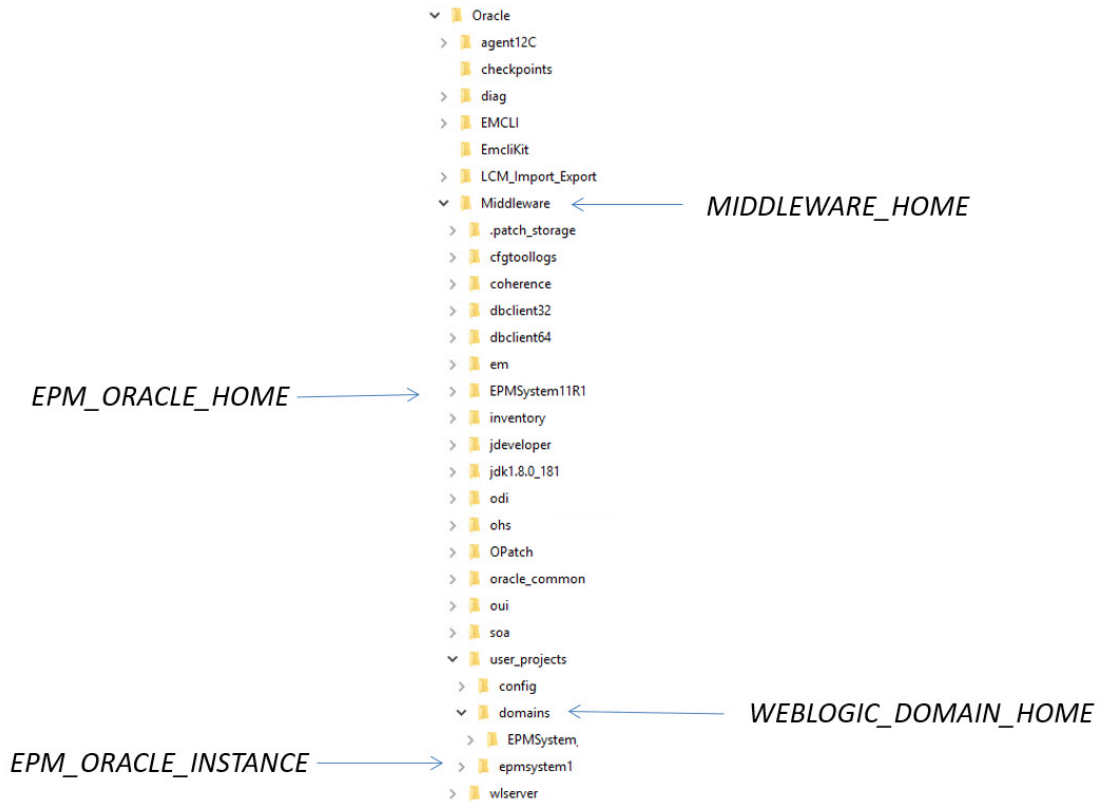 Oracle
agent12C
checkpoints
diag
EMCLI
EmcliKit
LCM_Import_Export
Middleware
MIDDLEWARE_HOME
.patch_storage
cfgtoollogs
coherence
dbclient32
dbclient64
em
EPM_ORACLE_HOME
EPMSystem11R1
inventory
jdeveloper
jdk1.8.0_181
odi
ohs
OPatch
oracle_common
oui
soa
user_projects
config
domains
WEBLOGIC_DOMAIN_HOME
EPMSystem_
EPM_ORACLE_INSTANCE
epmsystem1
wlserver